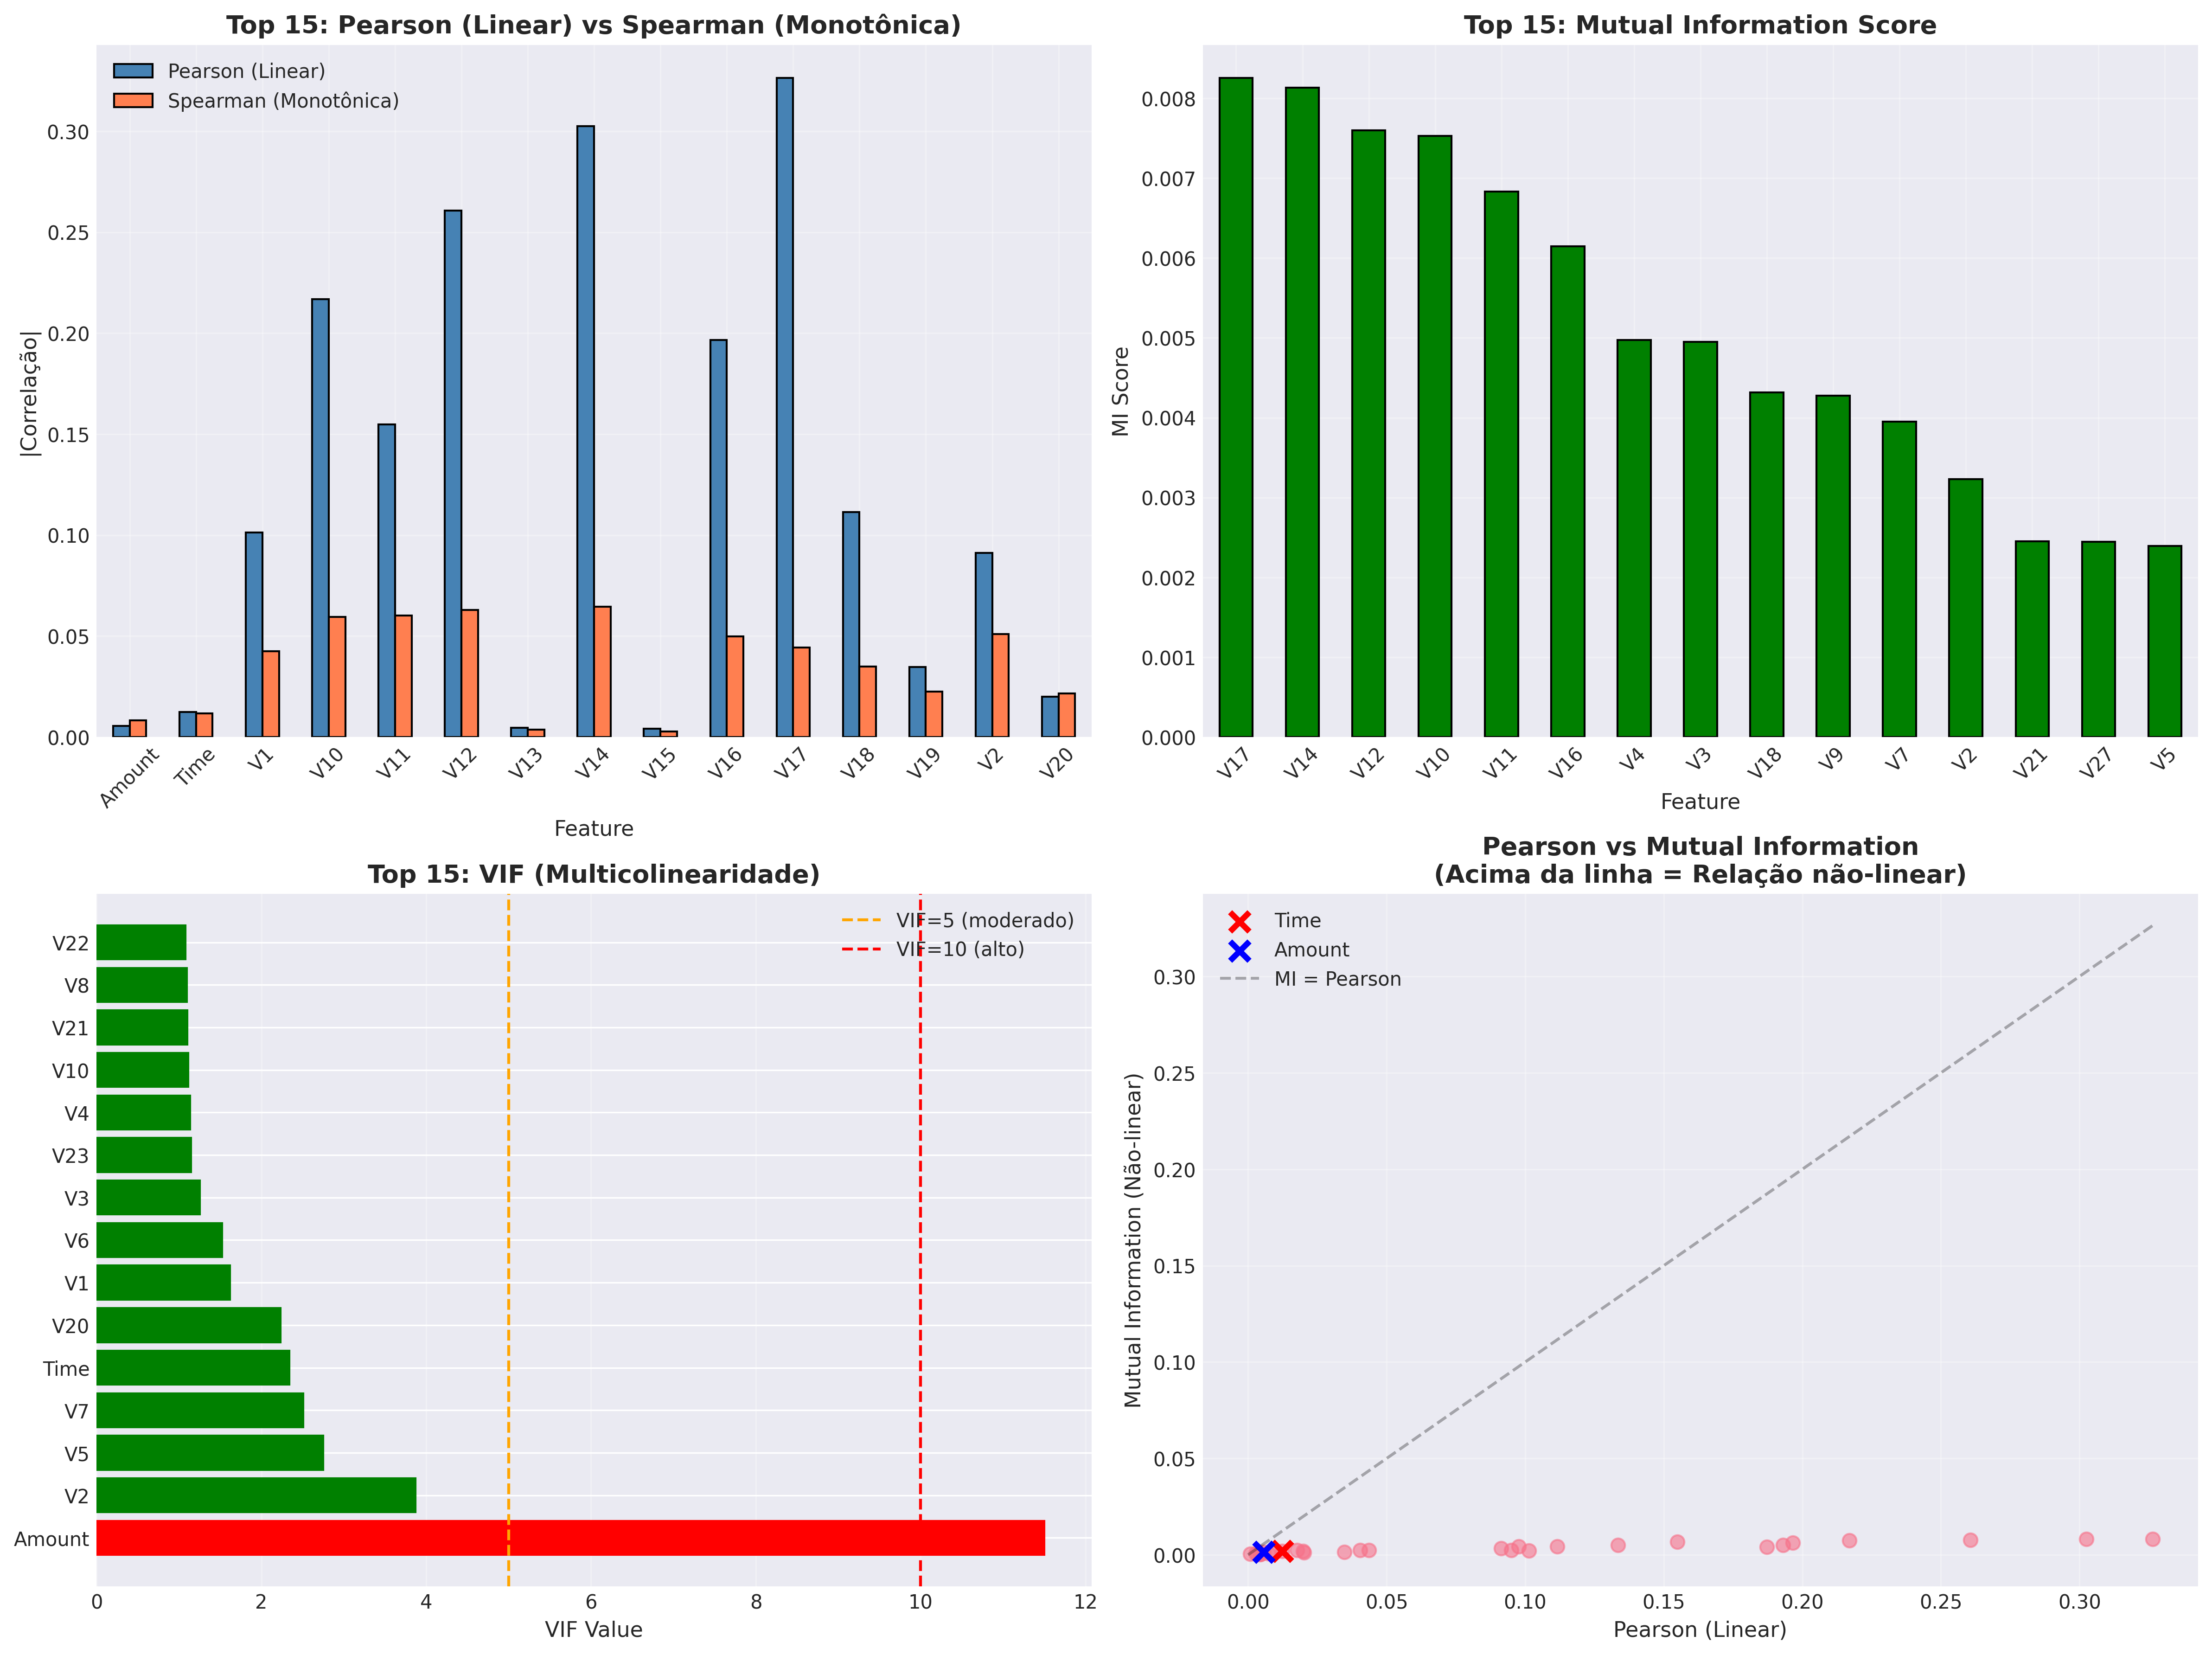 Top 15: Pearson (Linear) vs Spearman (Monotônica)
Pearson (Linear)
Spearman (Monotônica)
|Correlação|
0.30
0.25
0.20
0.15
0.10
0.05
0.00
Amount Time V1 V10 V11 V12 V13 V14 V15 V16 V17 V18 V19 V2 V20
Feature
Top 15: Mutual Information Score
MI Score
0.008
0.007
0.006
0.005
0.004
0.003
0.002
0.001
0.000
V17 V14 V12 V10 V11 V16 V4 V3 V18 V9 V7 V2 V21 V27 V5
Feature
Top 15: VIF (Multicolinearidade)
VIF=5 (moderado)
VIF=10 (alto)
V22
V8
V21
V10
V4
V23
V3
V6
V1
V20
Time
V7
V5
V2
Amount
0 2 4 6 8 10 12
VIF Value
Pearson vs Mutual Information
(Acima da linha = Relação não-linear)
Time
Amount
MI = Pearson
Mutual Information (Não-linear)
0.30
0.25
0.20
0.15
0.10
0.05
0.00
0.00 0.05 0.10 0.15 0.20 0.25 0.30
Pearson (Linear)